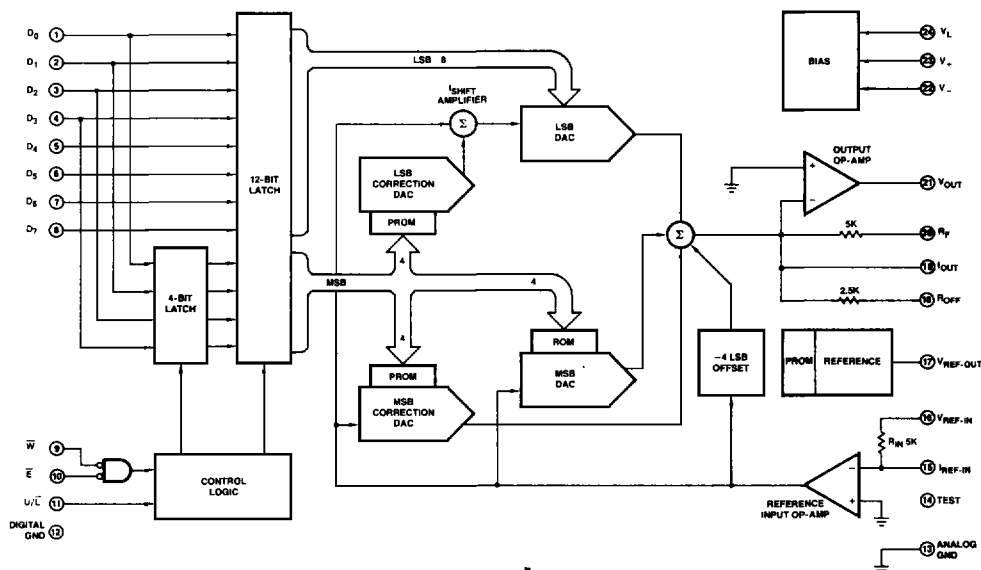 D0 1
D1 2
D2 3
D3 4
D4 5
D5 6
D6 7
D7 8
12-BIT
LATCH
4-BIT
LATCH
W 9
E 10
U/L 11
DIGITAL
GND 12
CONTROL
LOGIC
LSB 8
MSB
4
4
4
ISHIFT
AMPLIFIER
Σ
LSB
DAC
LSB
CORRECTION
DAC
PROM
PROM
MSB
CORRECTION
DAC
ROM
MSB
DAC
Σ
-4 LSB
OFFSET
BIAS
24 VL
23 V+
22 V-
OUTPUT
OP-AMP
+
-
21 VOUT
5K
20 RF
19 IOUT
2.5K
18 ROFF
PROM REFERENCE
17 VREF-OUT
16 VREF-IN
RIN 5K
15 IREF-IN
-
+
REFERENCE
INPUT OP-AMP
14 TEST
13 ANALOG
GND